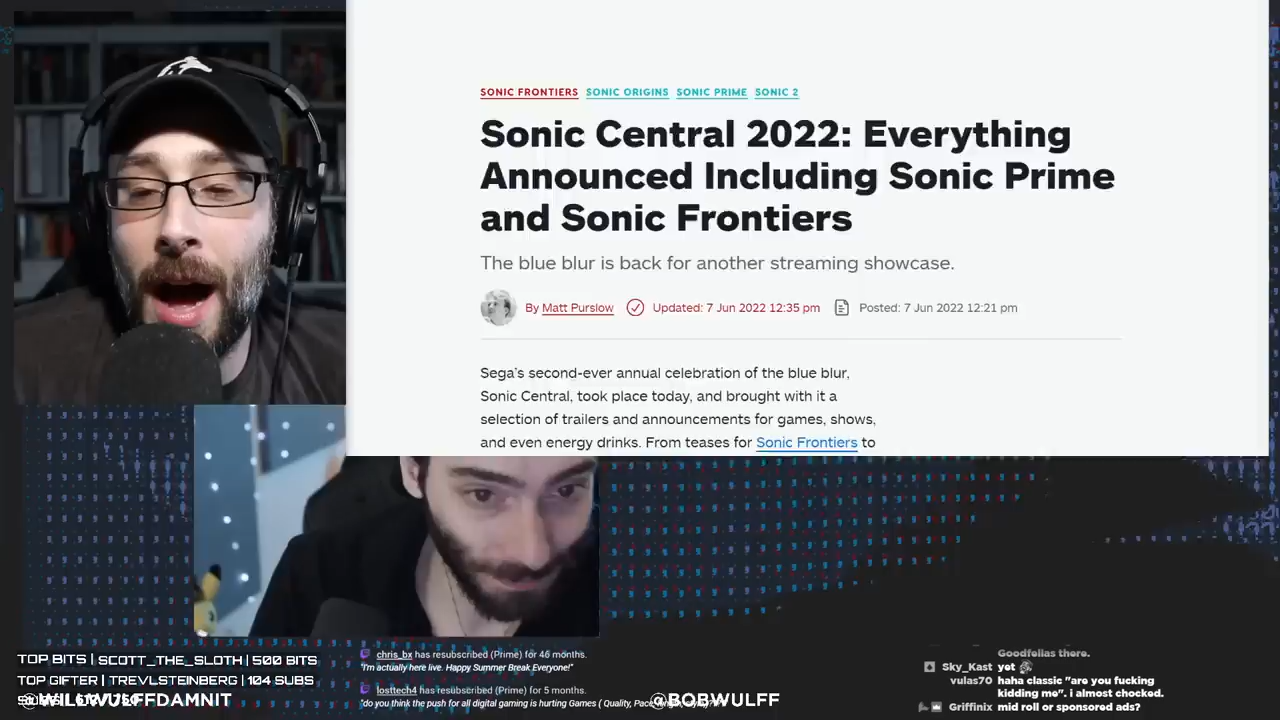 SONIC FRONTIERS SONIC ORIGINS SONIC PRIME SONIC 2
Sonic Central 2022: Everything
Announced Including Sonic Prime
and Sonic Frontiers
The blue blur is back for another streaming showcase.
By Matt Purslow Updated: 7 Jun 2022 12:35 pm Posted: 7 Jun 2022 12:21 pm
Sega's second-ever annual celebration of the blue blur,
Sonic Central, took place today, and brought with it a
selection of trailers and announcements for games, shows,
and even energy drinks. From teases for Sonic Frontiers to
TOP BITS | SCOTT_THE_SLOTH | 500 BITS
TOP GIFTER | TREVLSTEINBERG | 104 SUBS
@WILLWULFFDAMNIT
chris_bx has resubscribed (Prime) for 46 months.
"I'm actually here live. Happy Summer Break Everyone!"
losttech4 has resubscribed (Prime) for 5 months.
"do you think the push for all digital gaming is hurting Games ( Quality, Pace,
@BOBWULFF
Goodfellas there.
Sky_Kast yet
vulas70 haha classic "are you fucking
kidding me". i almost chocked.
Griffinix mid roll or sponsored ads?